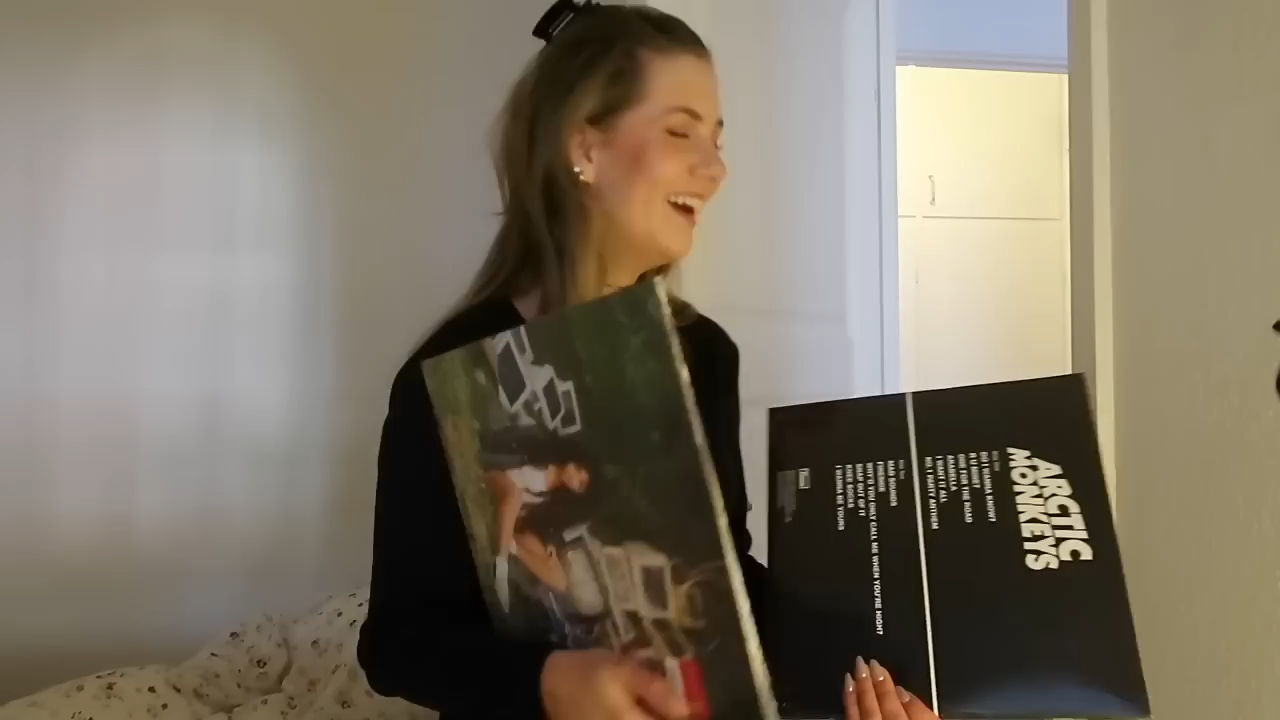 ARCTIC
MONKEYS
DO I WANNA KNOW?
R U MINE?
ONE FOR THE ROAD
ARABELLA
I WANT IT ALL
NO. 1 PARTY ANTHEM
MAD SOUNDS
FIRESIDE
WHY'D YOU ONLY CALL ME WHEN YOU'RE HIGH?
SNAP OUT OF IT
KNEE SOCKS
I WANNA BE YOURS